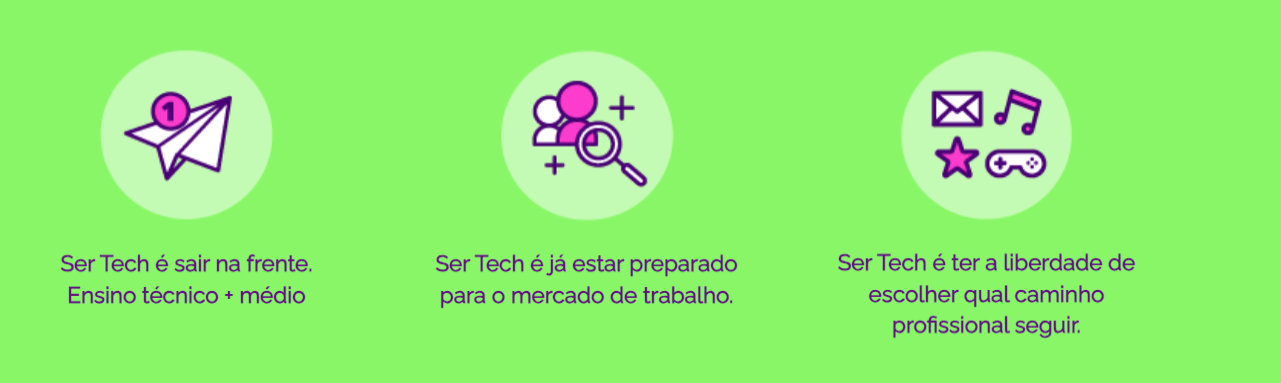 1
Ser Tech é sair na frente.
Ensino técnico + médio
Ser Tech é já estar preparado
para o mercado de trabalho.
Ser Tech é ter a liberdade de
escolher qual caminho
profissional seguir.